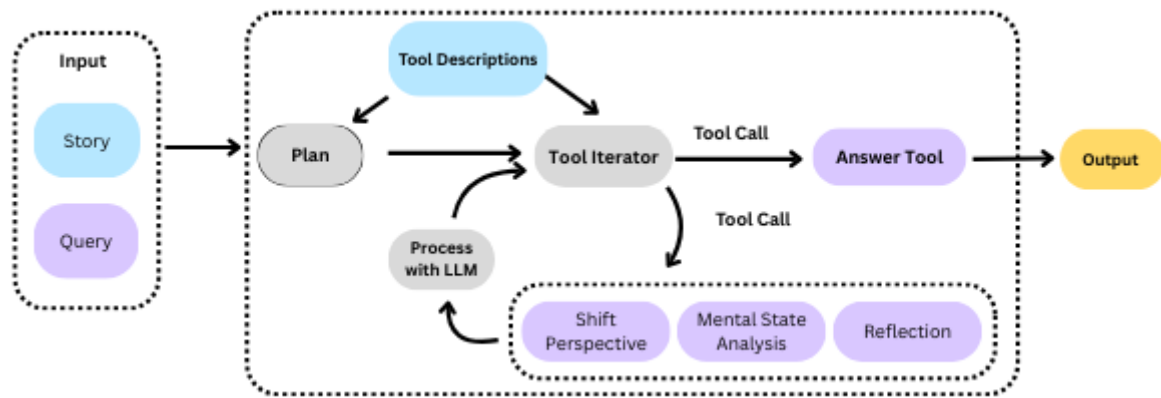 Input
Story
Query
Tool Descriptions
Plan
Tool Iterator
Tool Call
Answer Tool
Output
Tool Call
Process
with LLM
Shift
Perspective
Mental State
Analysis
Reflection